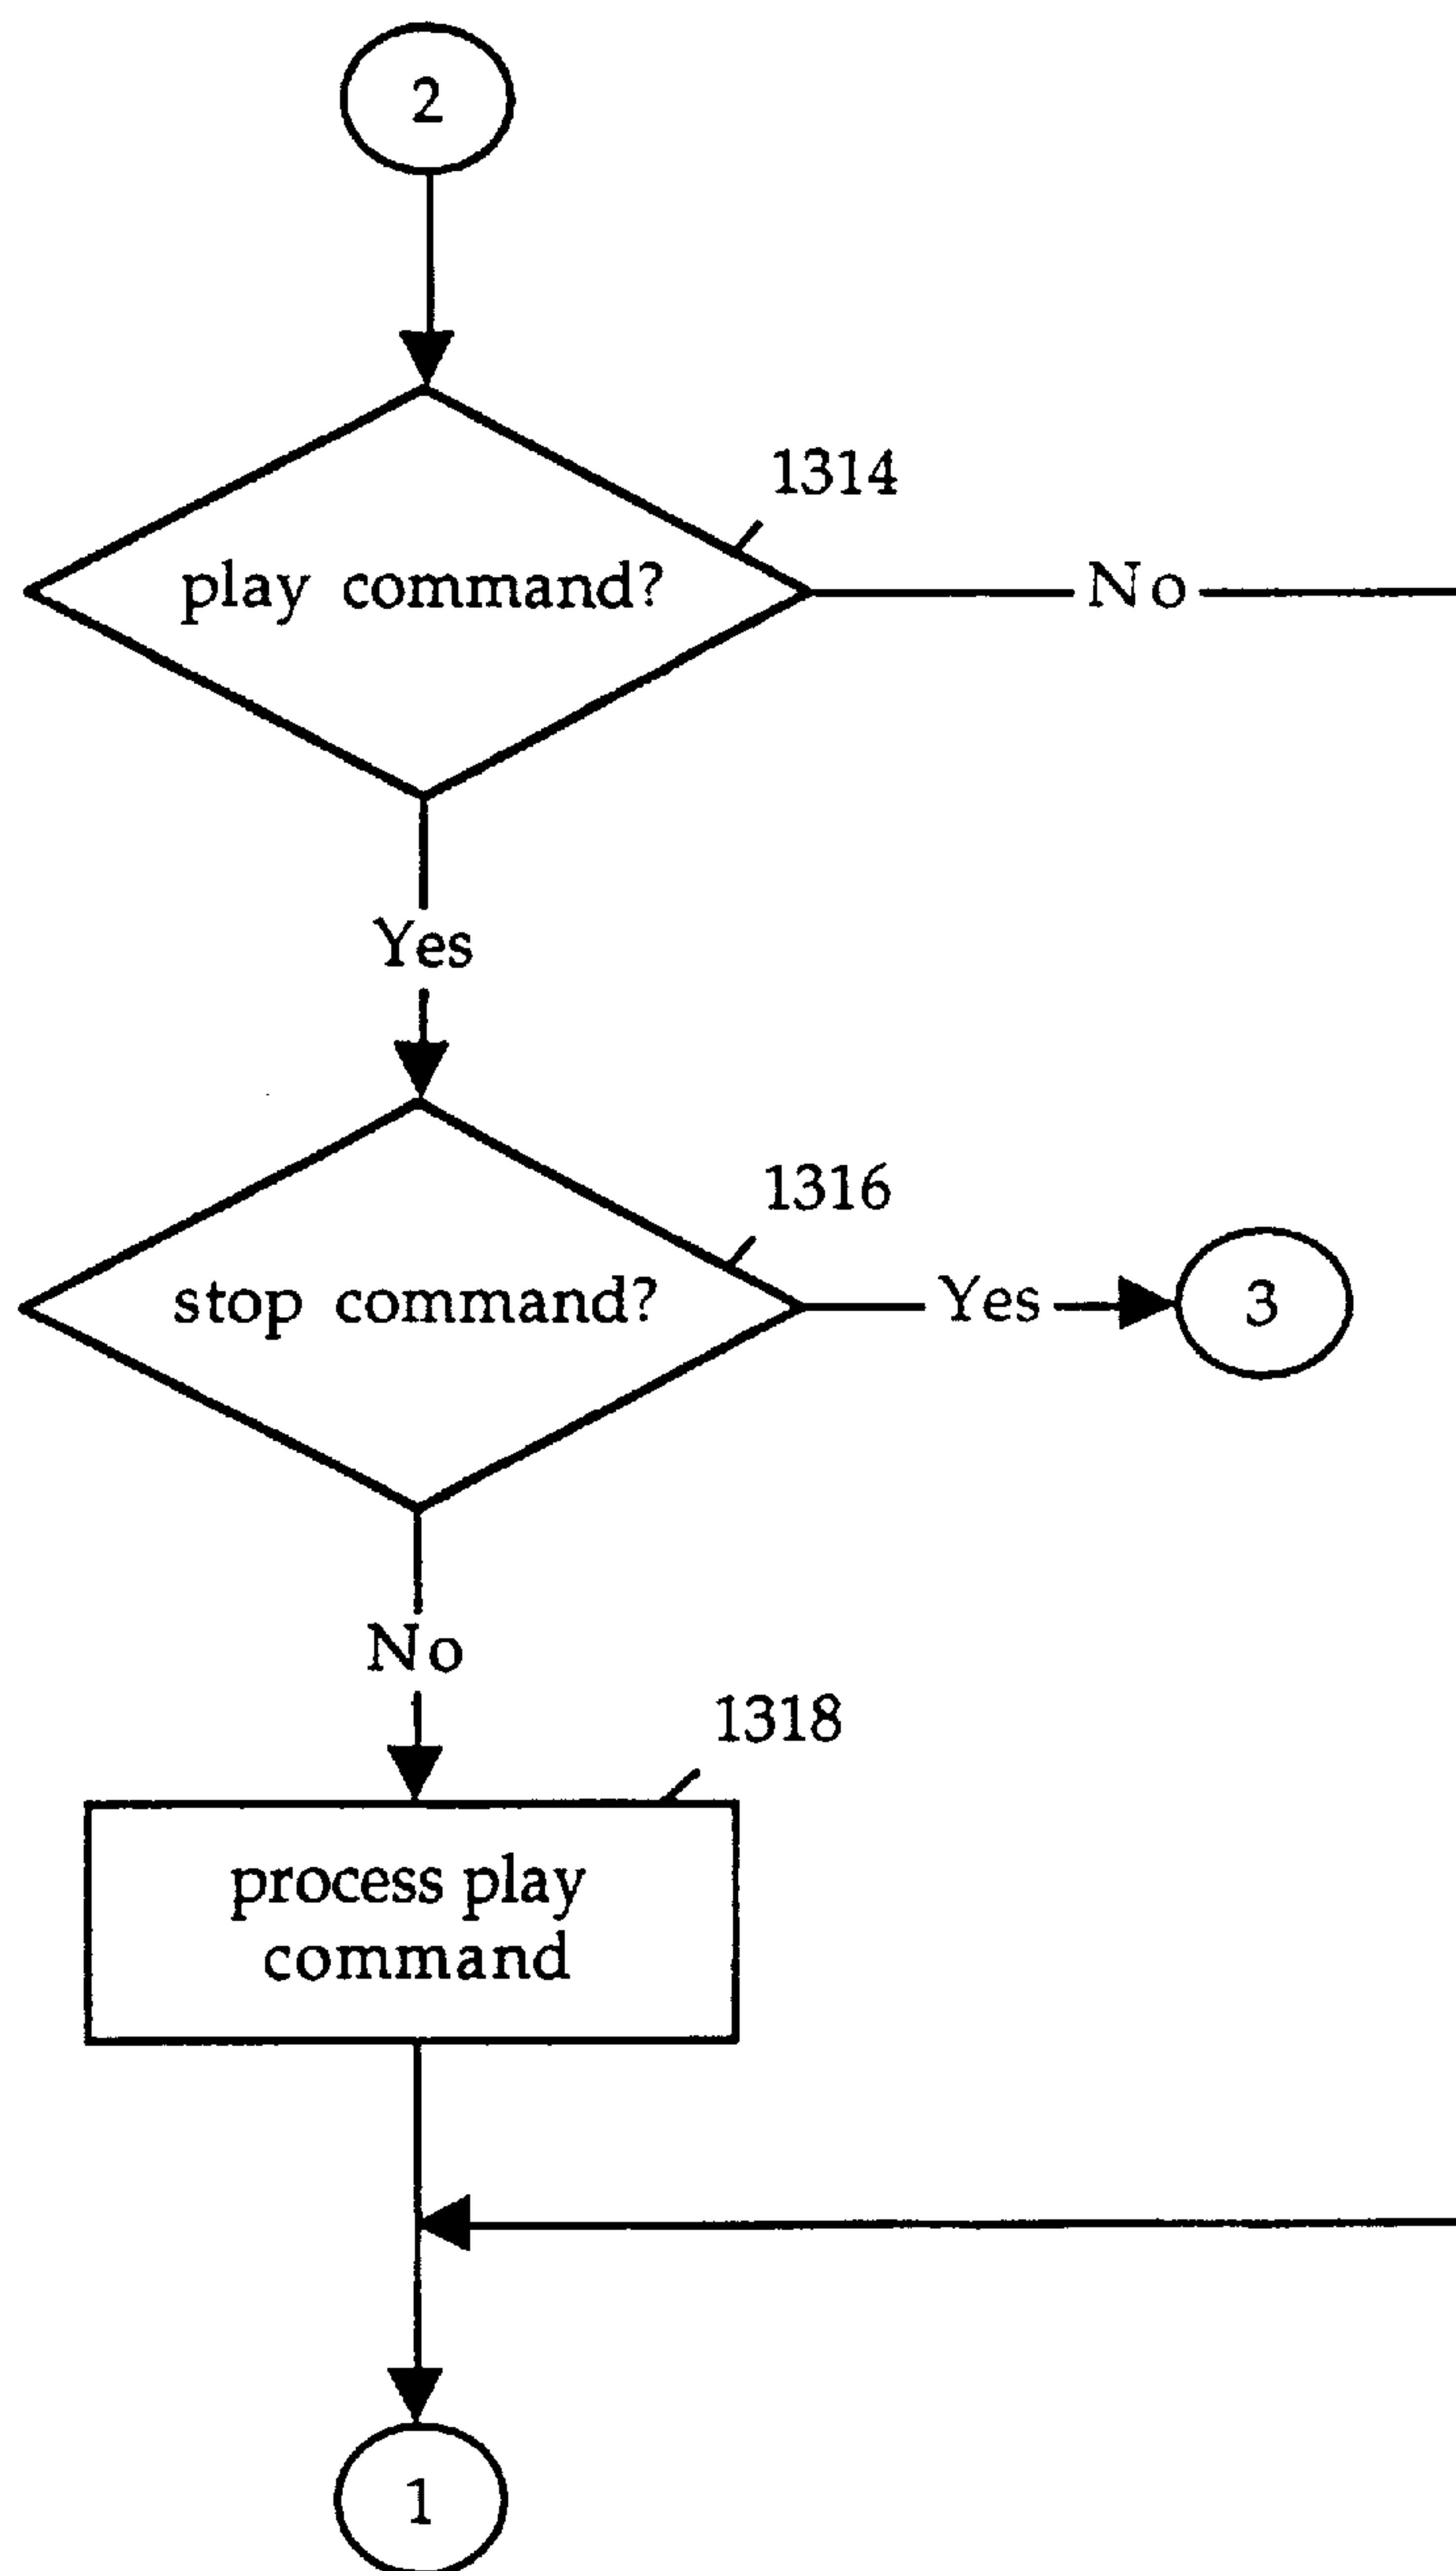 2
1314
play command?
No
Yes
1316
stop command?
Yes
3
No
1318
process play
command
1